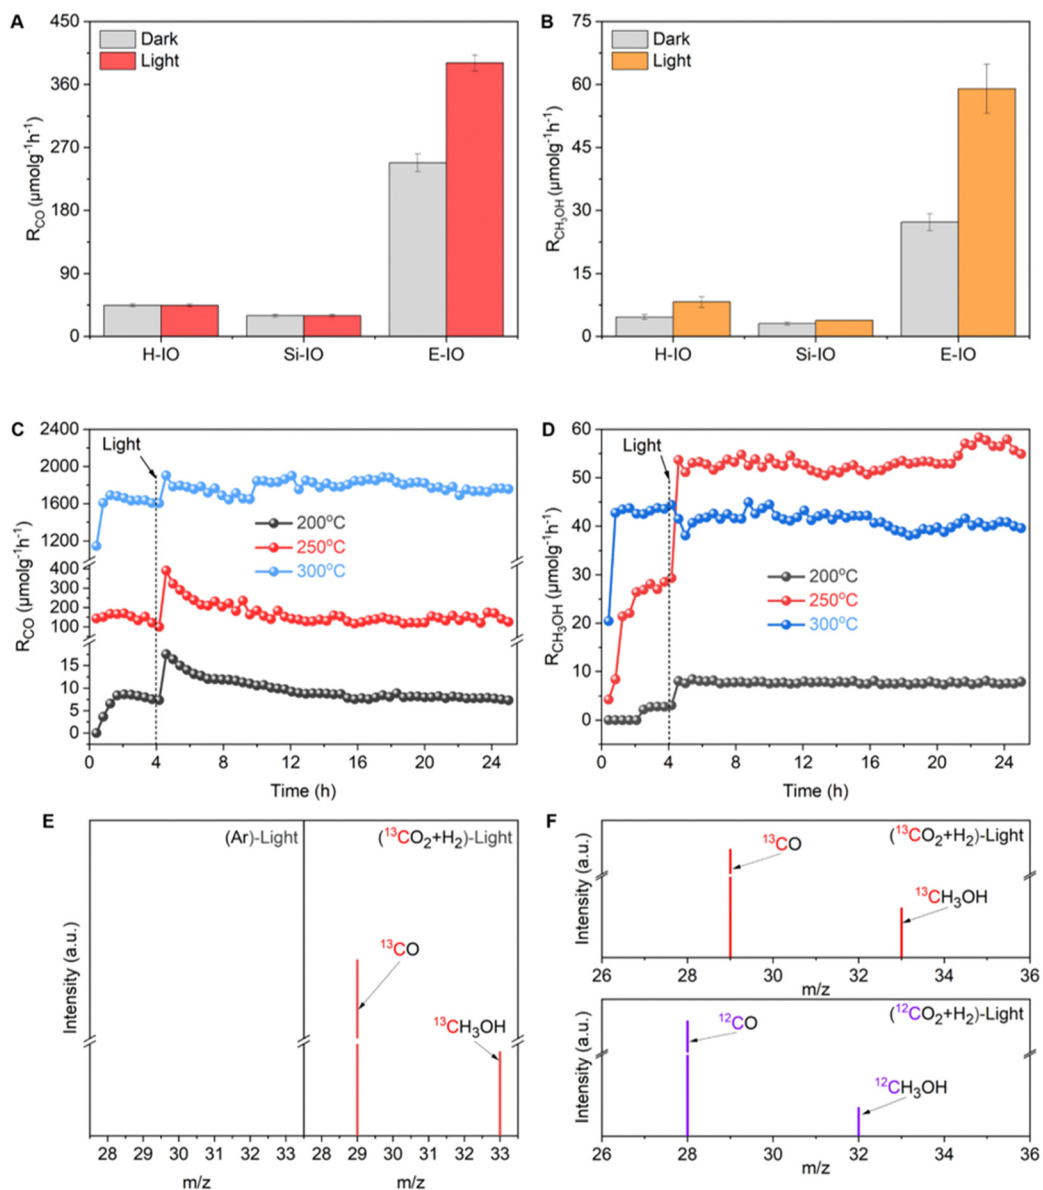 A
450
360
270
180
90
0
R_CO (μmolg⁻¹h⁻¹)
Dark
Light
H-IO Si-IO E-IO
B
75
60
45
30
15
0
R_CH₃OH (μmolg⁻¹h⁻¹)
Dark
Light
H-IO Si-IO E-IO
C
2400
2000
1600
1200
400
300
200
100
15
10
5
0
R_CO (μmolg⁻¹h⁻¹)
Light
200°C
250°C
300°C
0 4 8 12 16 20 24
Time (h)
D
60
50
40
30
20
10
0
R_CH₃OH (μmolg⁻¹h⁻¹)
Light
200°C
250°C
300°C
0 4 8 12 16 20 24
Time (h)
E
Intensity (a.u.)
(Ar)-Light
(¹³CO₂+H₂)-Light
¹³CO
¹³CH₃OH
28 29 30 31 32 33 28 29 30 31 32 33
m/z m/z
F
Intensity (a.u.)
(¹³CO₂+H₂)-Light
¹³CO
¹³CH₃OH
26 28 30 32 34 36
m/z
Intensity (a.u.)
(¹²CO₂+H₂)-Light
¹²CO
¹²CH₃OH
26 28 30 32 34 36
m/z